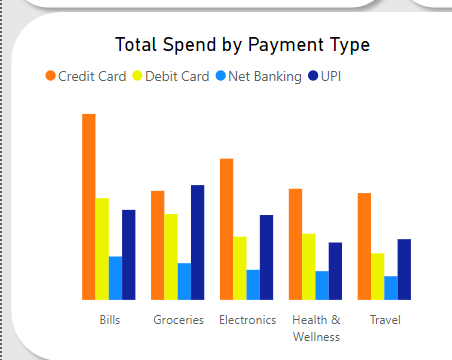 Total Spend by Payment Type
Credit Card Debit Card Net Banking UPI
Bills Groceries Electronics Health & Travel
Wellness